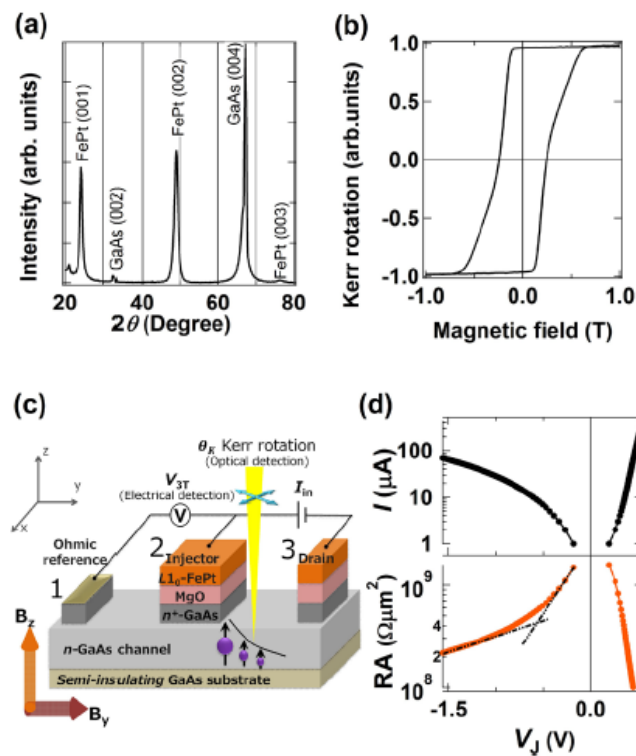 (a)
Intensity (arb. units)
FePt (001)
GaAs (002)
FePt (002)
GaAs (004)
FePt (003)
20 40 60 80
2θ (Degree)
(b)
Kerr rotation (arb.units)
1.0
0.5
0.0
-0.5
-1.0
-1.0 0.0 1.0
Magnetic field (T)
(c)
z
y
x
θK Kerr rotation
(Optical detection)
V3T
(Electrical detection)
V
Iin
Ohmic
reference
1
2
Injector
L10-FePt
MgO
n+-GaAs
3
Drain
Bz
n-GaAs channel
Semi-insulating GaAs substrate
By
(d)
I (μA)
100
10
1
RA (Ωμm2)
10^9
4
2
10^8
-1.5 0.0
VJ (V)